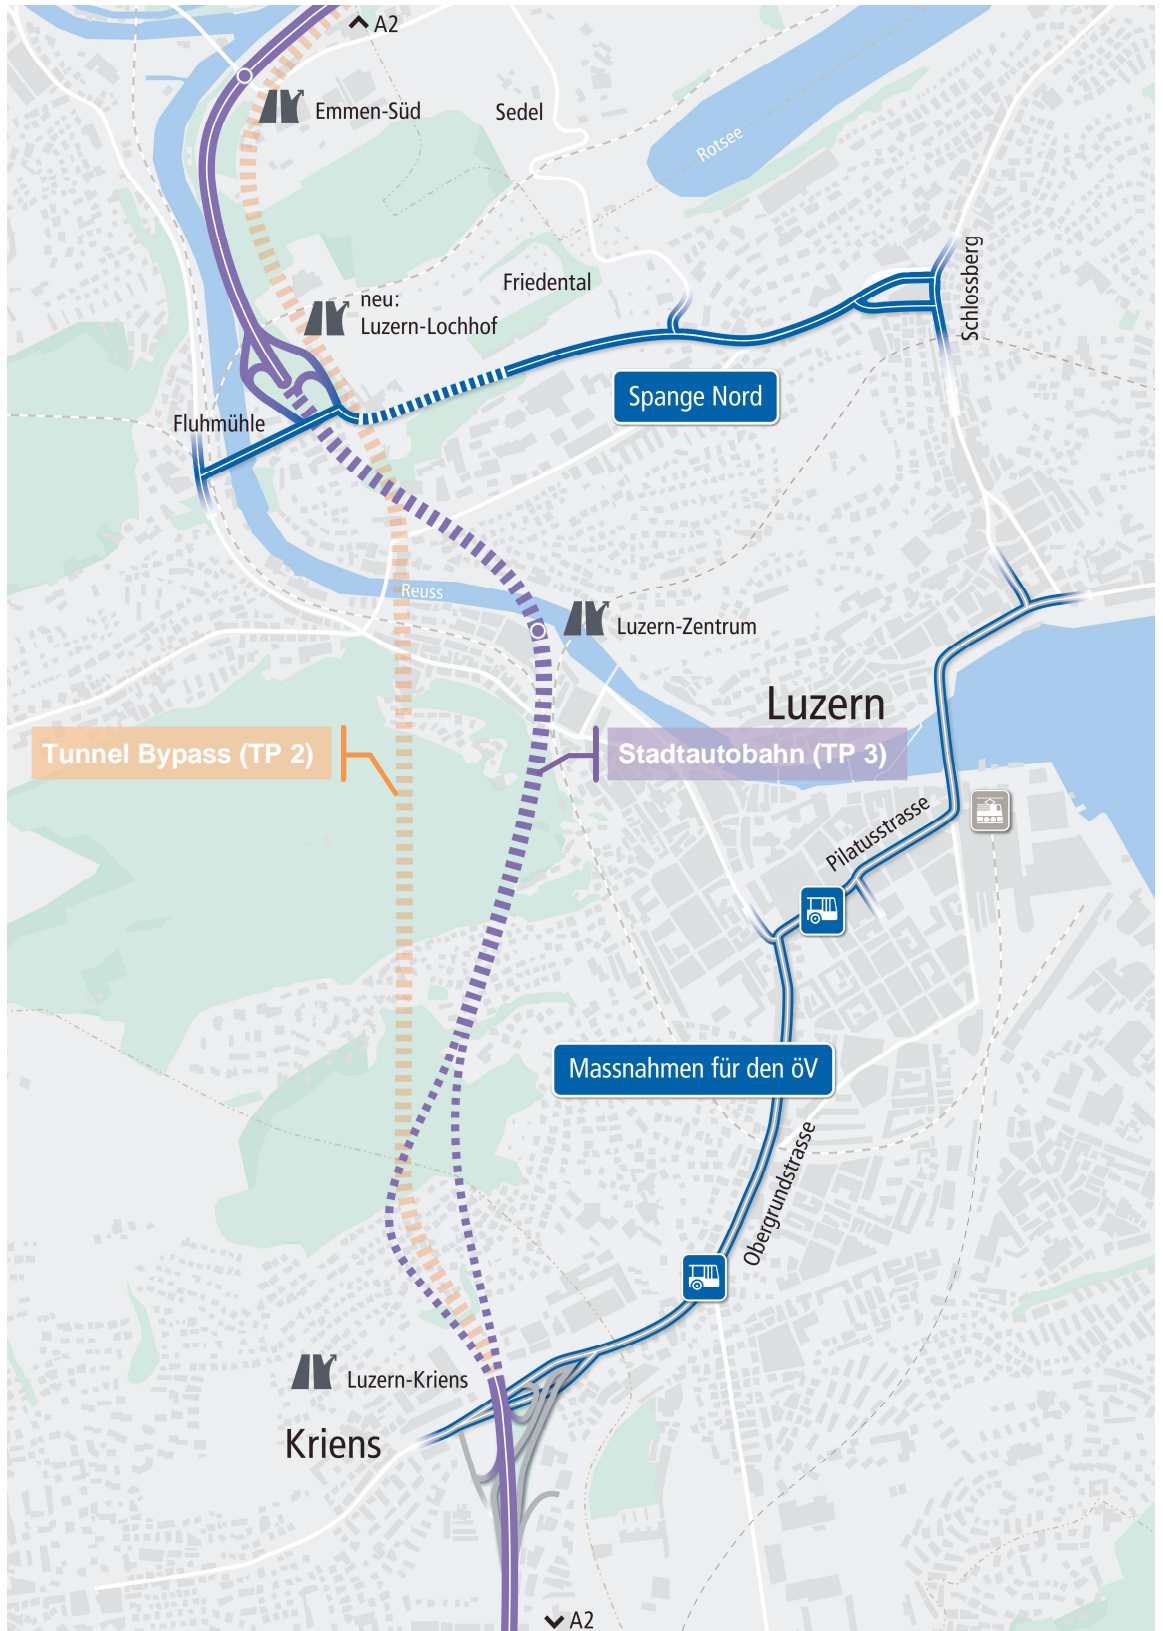 A2
Emmen-Süd
Sedel
Rotsee
Schlossberg
Friedental
neu:
Luzern-Lochhof
Spange Nord
Fluhmühle
Reuss
Luzern-Zentrum
Luzern
Tunnel Bypass (TP 2)
Stadtautobahn (TP 3)
Pilatusstrasse
Massnahmen für den öV
Obergrundstrasse
Luzern-Kriens
Kriens
A2